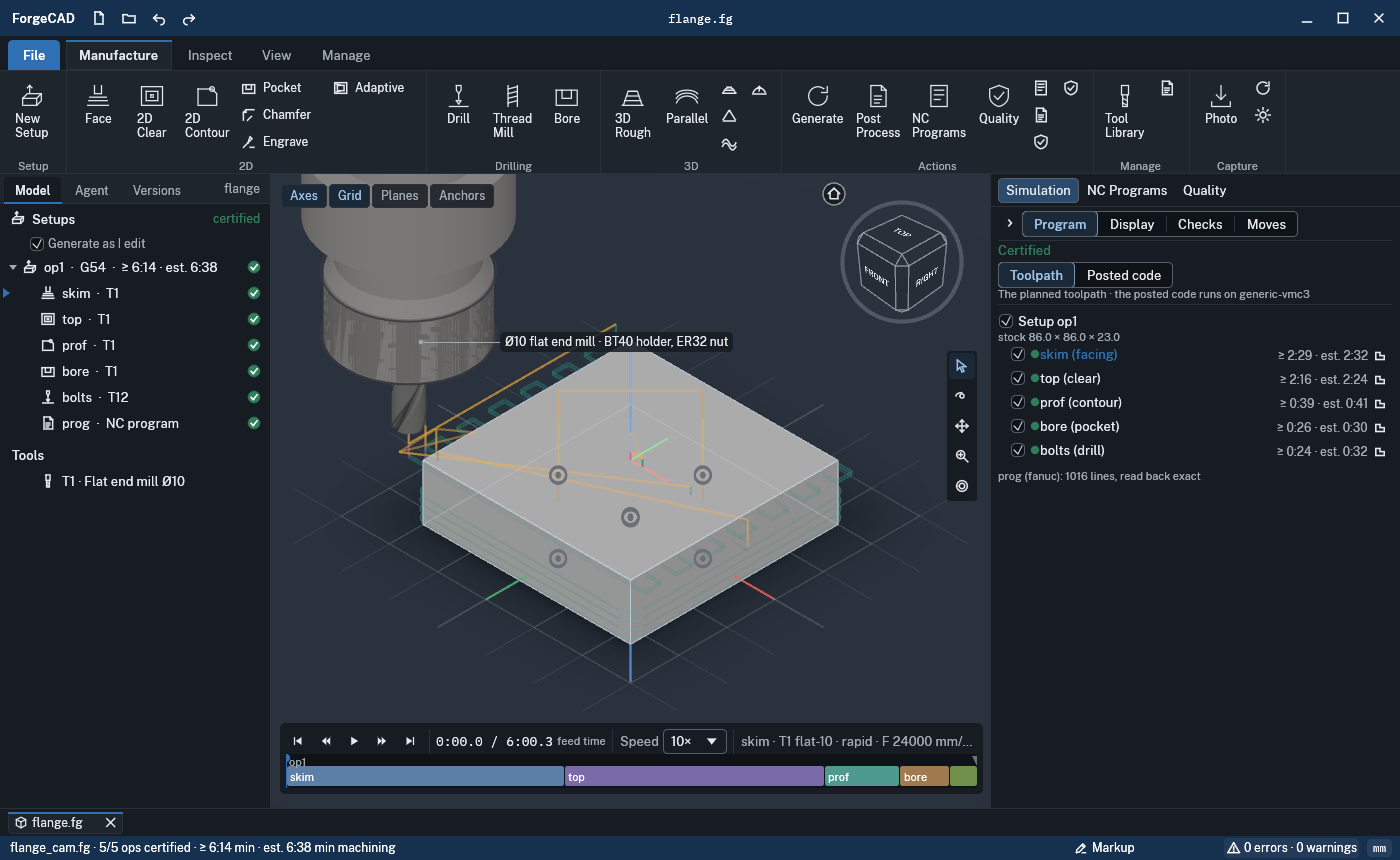 ForgeCAD
flange.fg
File Manufacture Inspect View Manage
New Setup
Setup
Face
2D Clear
2D Contour
Pocket
Chamfer
Engrave
Adaptive
2D
Drill
Thread Mill
Bore
Drilling
3D Rough
Parallel
3D
Generate
Post Process
NC Programs
Quality
Actions
Tool Library
Manage
Photo
Capture
Model Agent Versions flange
Setups certified
Generate as I edit
op1 · G54 · ≥ 6:14 · est. 6:38
skim · T1
top · T1
prof · T1
bore · T1
bolts · T12
prog · NC program
Tools
T1 · Flat end mill Ø10
Axes Grid Planes Anchors
Ø10 flat end mill · BT40 holder, ER32 nut
TOP
FRONT
RIGHT
0:00.0 / 6:00.3 feed time Speed 10× skim · T1 flat-10 · rapid · F 24000 mm/...
op1
skim top prof bore
Simulation NC Programs Quality
Program Display Checks Moves
Certified
Toolpath Posted code
The planned toolpath · the posted code runs on generic-vmc3
Setup op1
stock 86.0 × 86.0 × 23.0
skim (facing) ≥ 2:29 · est. 2:32
top (clear) ≥ 2:16 · est. 2:24
prof (contour) ≥ 0:39 · est. 0:41
bore (pocket) ≥ 0:26 · est. 0:30
bolts (drill) ≥ 0:24 · est. 0:32
prog (fanuc): 1016 lines, read back exact
flange.fg
flange_cam.fg · 5/5 ops certified · ≥ 6:14 min · est. 6:38 min machining
Markup
0 errors · 0 warnings mm